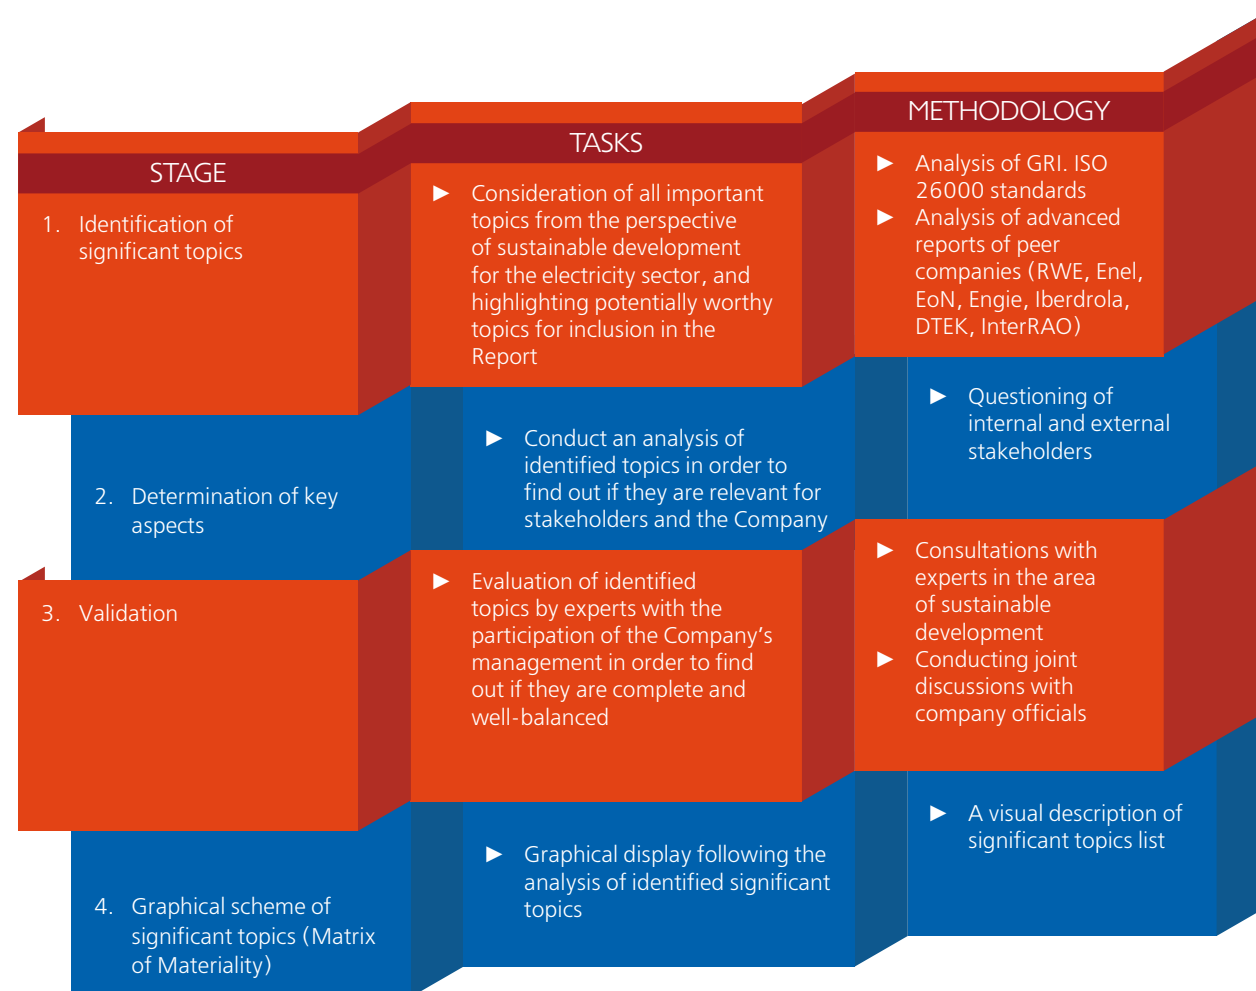 STAGE
TASKS
METHODOLOGY
1. Identification of
significant topics
► Consideration of all important
topics from the perspective
of sustainable development
for the electricity sector, and
highlighting potentially worthy
topics for inclusion in the
Report
► Analysis of GRI. ISO
26000 standards
► Analysis of advanced
reports of peer
companies (RWE, Enel,
EoN, Engie, Iberdrola,
DTEK, InterRAO)
2. Determination of key
aspects
► Conduct an analysis of
identified topics in order to
find out if they are relevant for
stakeholders and the Company
► Questioning of
internal and external
stakeholders
3. Validation
► Evaluation of identified
topics by experts with the
participation of the Company's
management in order to find
out if they are complete and
well-balanced
► Consultations with
experts in the area
of sustainable
development
► Conducting joint
discussions with
company officials
4. Graphical scheme of
significant topics (Matrix
of Materiality)
► Graphical display following the
analysis of identified significant
topics
► A visual description of
significant topics list